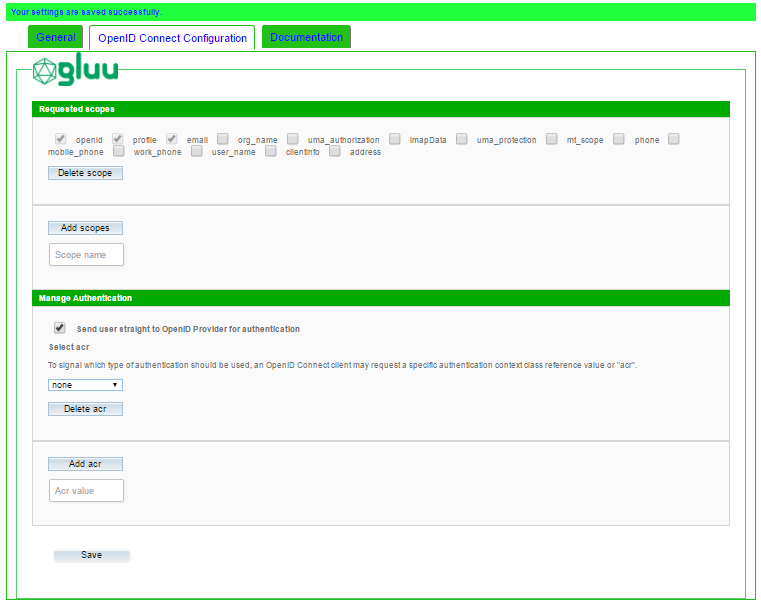 Your settings are saved successfully.
General OpenID Connect Configuration Documentation
gluu
Requested scopes
openid profile email org_name uma_authorization imapData uma_protection mt_scope phone
mobile_phone work_phone user_name clientinfo address
Delete scope
Add scopes
Scope name
Manage Authentication
Send user straight to OpenID Provider for authentication
Select acr
To signal which type of authentication should be used, an OpenID Connect client may request a specific authentication context class reference value or "acr".
none
Delete acr
Add acr
Acr value
Save